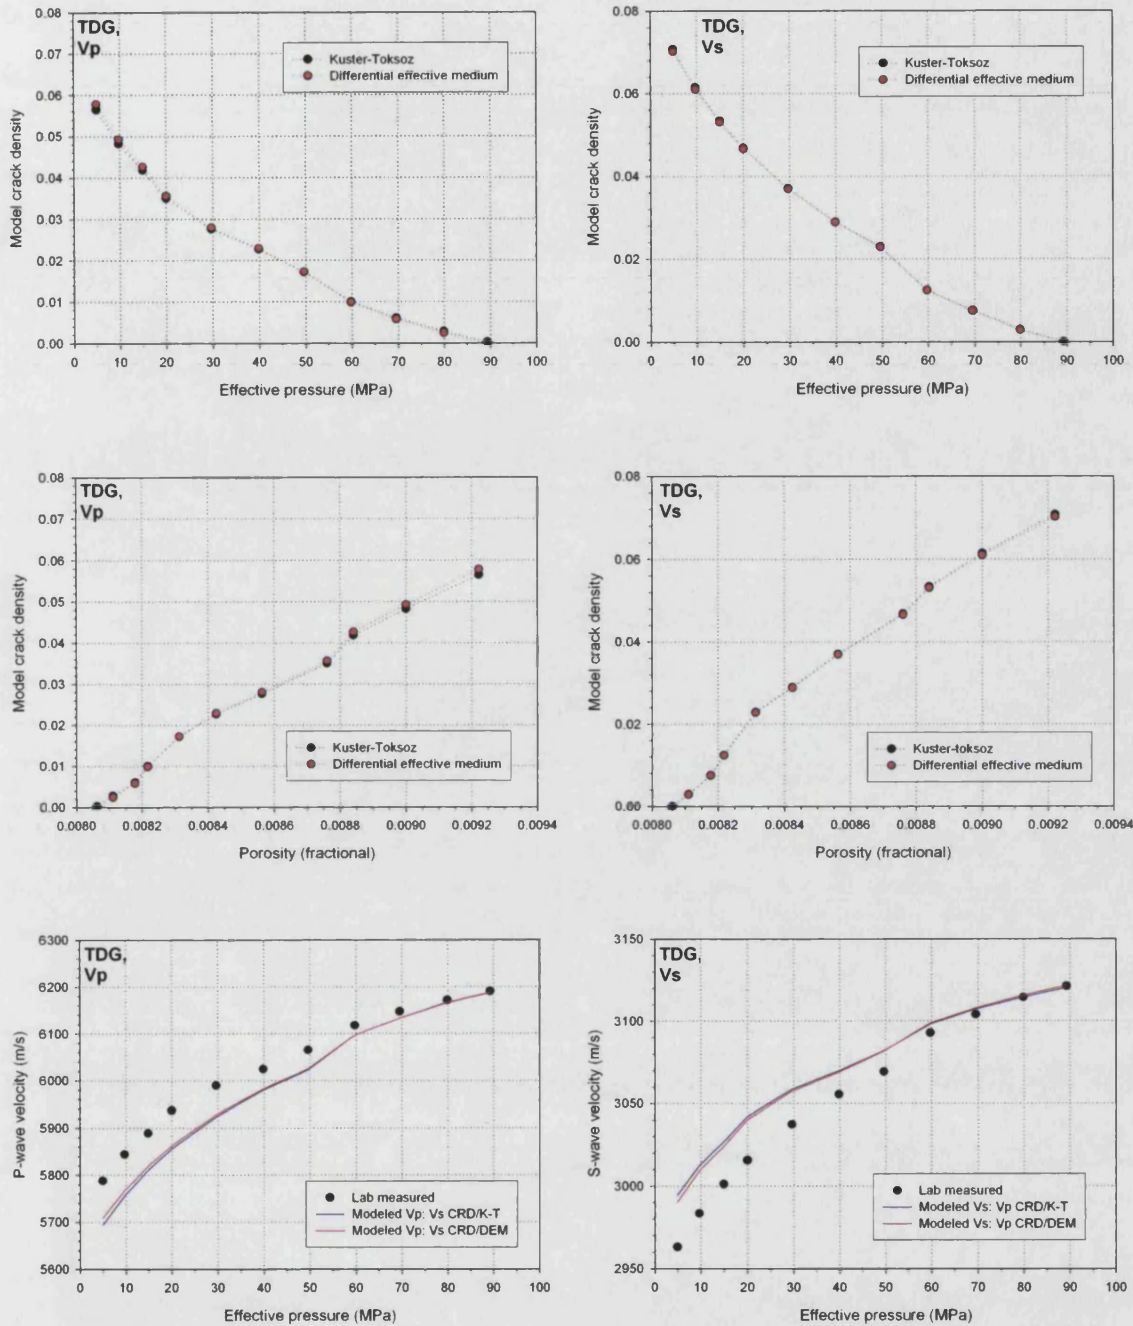 TDG,
Vp
Kuster-Toksoz
Differential effective medium
Model crack density
0.08
0.07
0.06
0.05
0.04
0.03
0.02
0.01
0.00
0 10 20 30 40 50 60 70 80 90 100
Effective pressure (MPa)
TDG,
Vs
Kuster-Toksoz
Differential effective medium
Model crack density
0.08
0.06
0.04
0.02
0.00
0 10 20 30 40 50 60 70 80 90 100
Effective pressure (MPa)
TDG,
Vp
Kuster-Toksoz
Differential effective medium
Model crack density
0.08
0.07
0.06
0.05
0.04
0.03
0.02
0.01
0.00
0.0080 0.0082 0.0084 0.0086 0.0088 0.0090 0.0092 0.0094
Porosity (fractional)
TDG,
Vs
Kuster-toksoz
Differential effective medium
Model crack density
0.08
0.06
0.04
0.02
0.00
0.0080 0.0082 0.0084 0.0086 0.0088 0.0090 0.0092 0.0094
Porosity (fractional)
TDG,
Vp
Lab measured
Modeled Vp: Vs CRD/K-T
Modeled Vp: Vs CRD/DEM
P-wave velocity (m/s)
6300
6200
6100
6000
5900
5800
5700
5600
0 10 20 30 40 50 60 70 80 90 100
Effective pressure (MPa)
TDG,
Vs
Lab measured
Modeled Vs: Vp CRD/K-T
Modeled Vs: Vp CRD/DEM
S-wave velocity (m/s)
3150
3100
3050
3000
2950
0 10 20 30 40 50 60 70 80 90 100
Effective pressure (MPa)